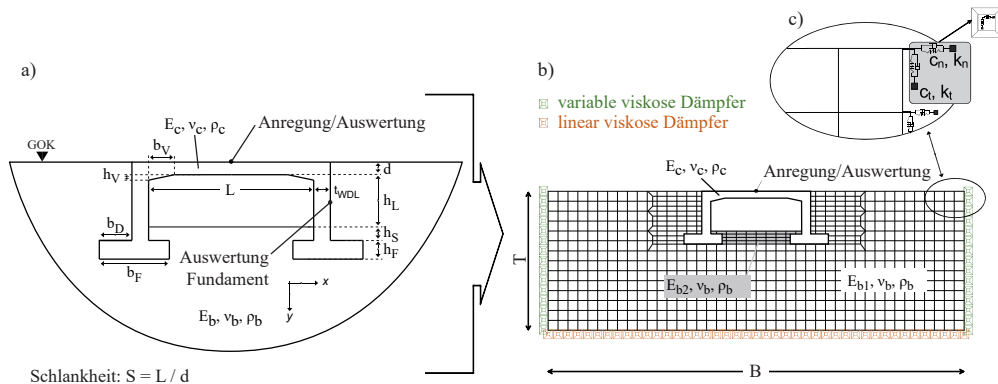 a)
GOK
E_c, ν_c, ρ_c
b_V
h_V
Anregung/Auswertung
d
L
t_WDL
h_L
b_D
h_S
h_F
b_F
Auswertung
Fundament
x
y
E_b, ν_b, ρ_b
Schlankheit: S = L / d
b)
variable viskose Dämpfer
linear viskose Dämpfer
E_c, ν_c, ρ_c
Anregung/Auswertung
T
E_b2, ν_b, ρ_b
E_b1, ν_b, ρ_b
B
c)
c_n, k_n
c_t, k_t